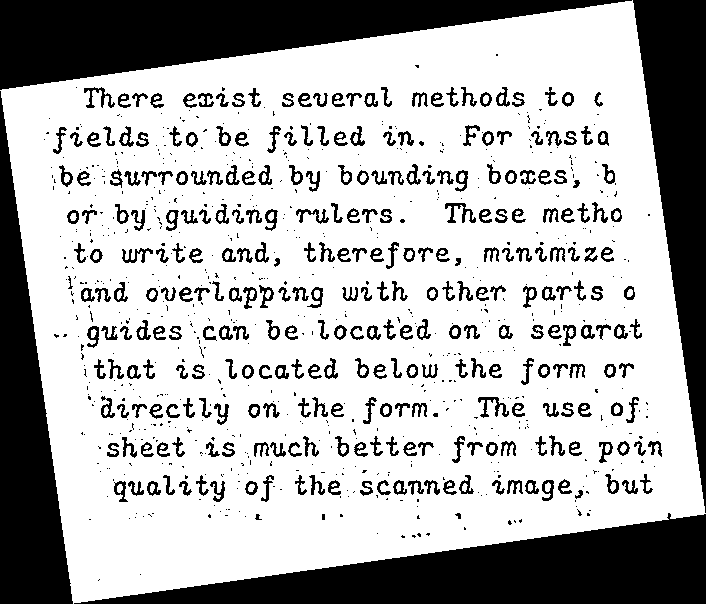 There exist several methods to
fields to be filled in. For insta
be surrounded by bounding boxes, b
or by guiding rulers. These metho
to write and, therefore, minimize
and overlapping with other parts o
guides can be located on a separat
that is located below the form or
directly on the form. The use of
sheet is much better from the poin
quality of the scanned image, but